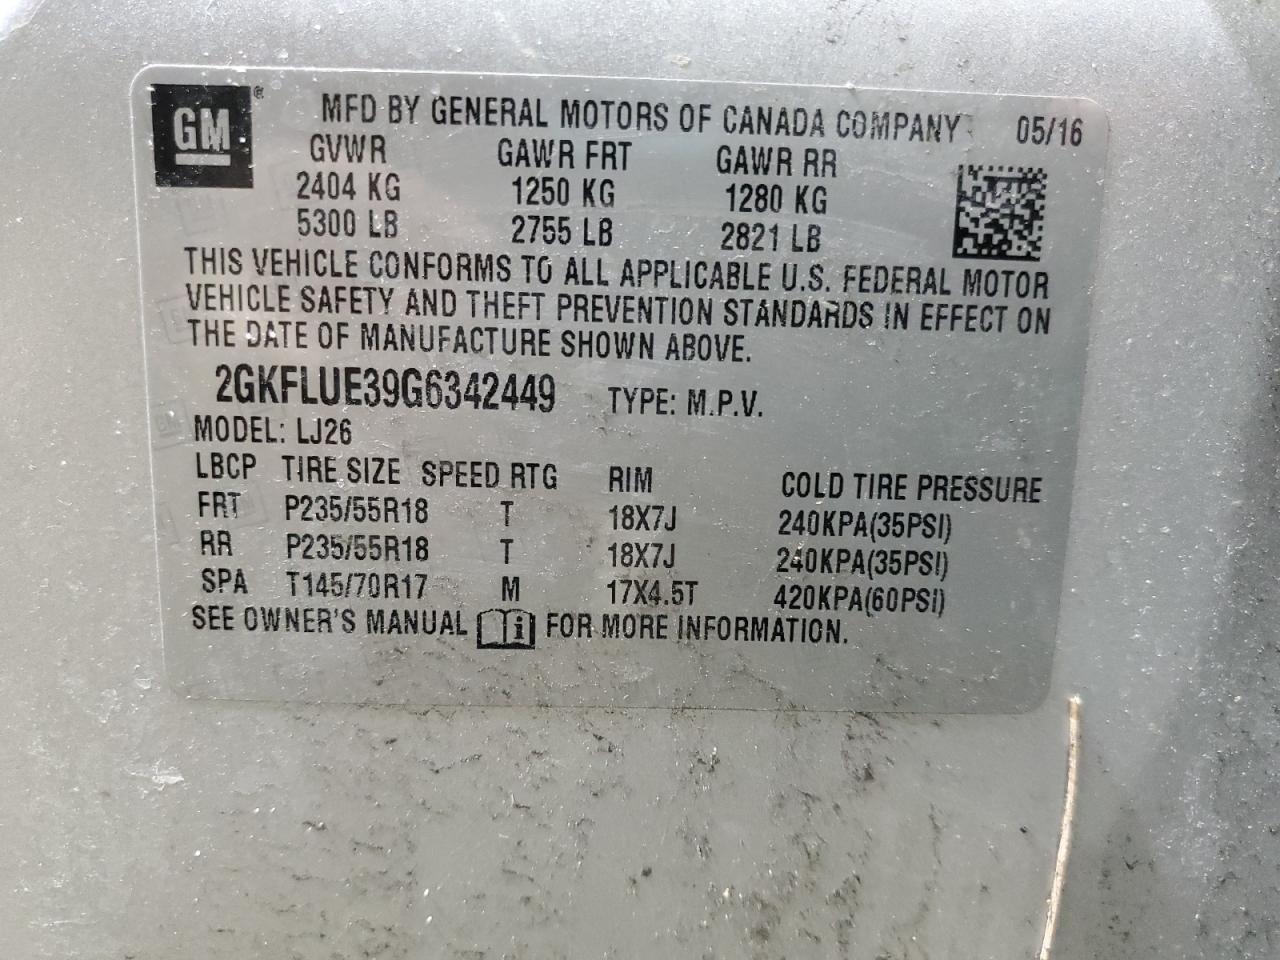 GM ® MFD BY GENERAL MOTORS OF CANADA COMPANY 05/16
GVWR GAWR FRT GAWR RR
2404 KG 1250 KG 1280 KG
5300 LB 2755 LB 2821 LB
THIS VEHICLE CONFORMS TO ALL APPLICABLE U.S. FEDERAL MOTOR
VEHICLE SAFETY AND THEFT PREVENTION STANDARDS IN EFFECT ON
THE DATE OF MANUFACTURE SHOWN ABOVE.
2GKFLUE39G6342449 TYPE: M.P.V.
MODEL: LJ26
LBCP TIRE SIZE SPEED RTG RIM COLD TIRE PRESSURE
FRT P235/55R18 T 18X7J 240KPA(35PSI)
RR P235/55R18 T 18X7J 240KPA(35PSI)
SPA T145/70R17 M 17X4.5T 420KPA(60PSI)
SEE OWNER'S MANUAL i FOR MORE INFORMATION.